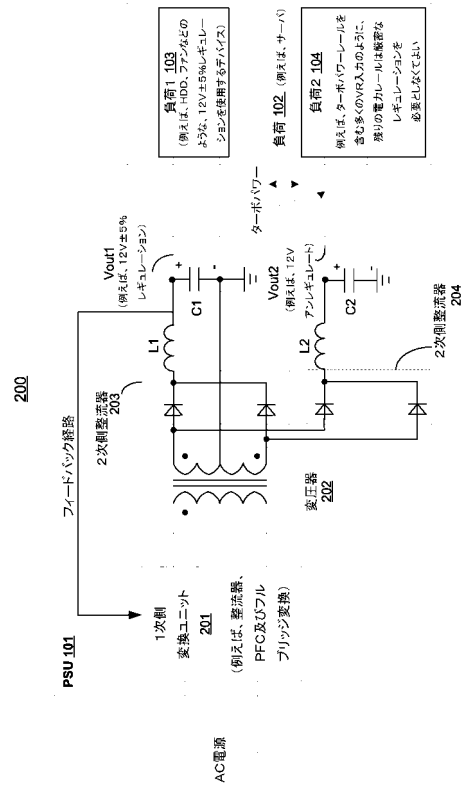 200
PSU 101
フィードバック経路
AC電源
1次側
変換ユニット
201
(例えば、整流器、
PFC及びフル
ブリッジ変換)
変圧器
202
2次側整流器
203
L1
C1
+
-
Vout1
(例えば、12V±5%
レギュレーション)
L2
C2
+
-
Vout2
(例えば、12V
アンレギュレート)
2次側整流器
204
ターボパワー
負荷1 103
(例えば、HDD、ファンなどの
ような、12V±5%レギュレー
ションを使用するデバイス)
負荷 102 (例えば、サーバ)
負荷2 104
例えば、ターボパワーレールを
含む多くのVR入力のように、
残りの電力レールは厳密な
レギュレーションを
必要としなくてよい